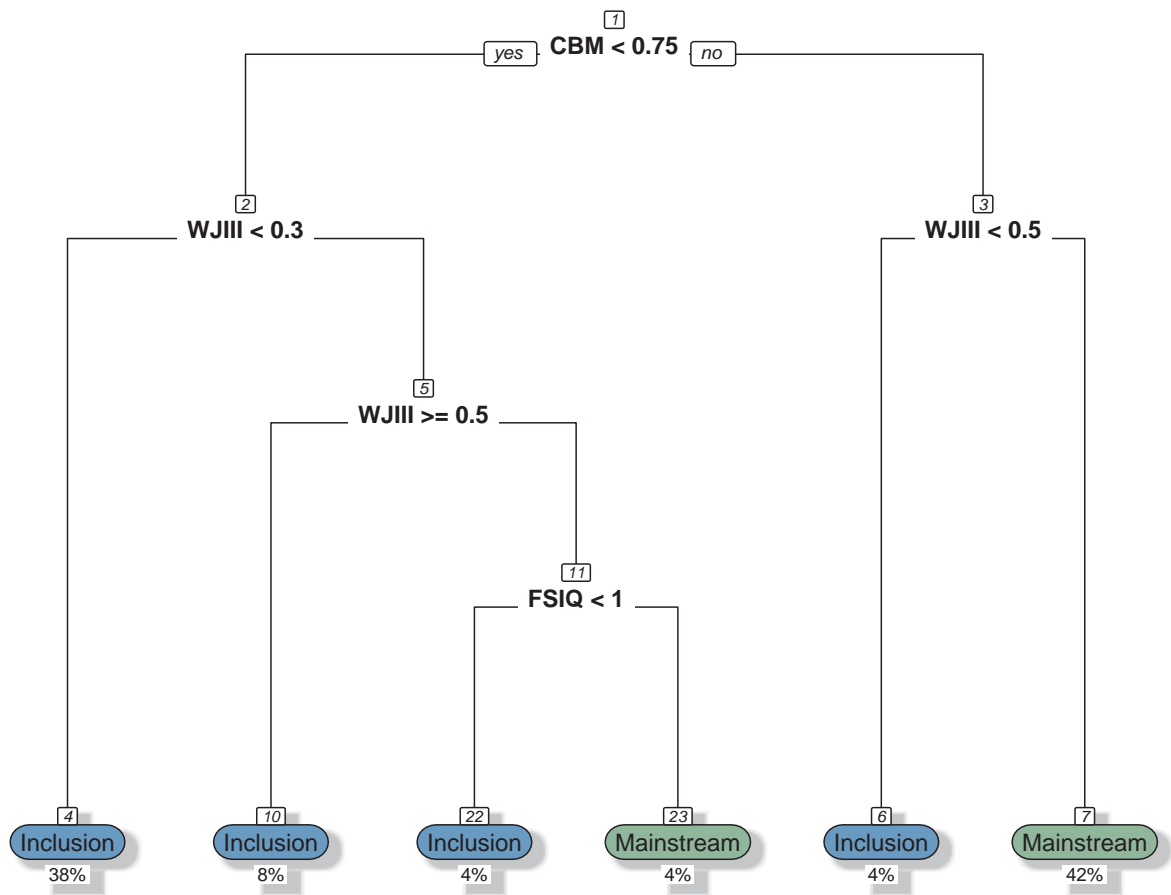 1
yes CBM < 0.75 no
2 3
WJIII < 0.3 WJIII < 0.5
5
WJIII >= 0.5
11
FSIQ < 1
4 10 22 23 6 7
Inclusion Inclusion Inclusion Mainstream Inclusion Mainstream
38% 8% 4% 4% 4% 42%